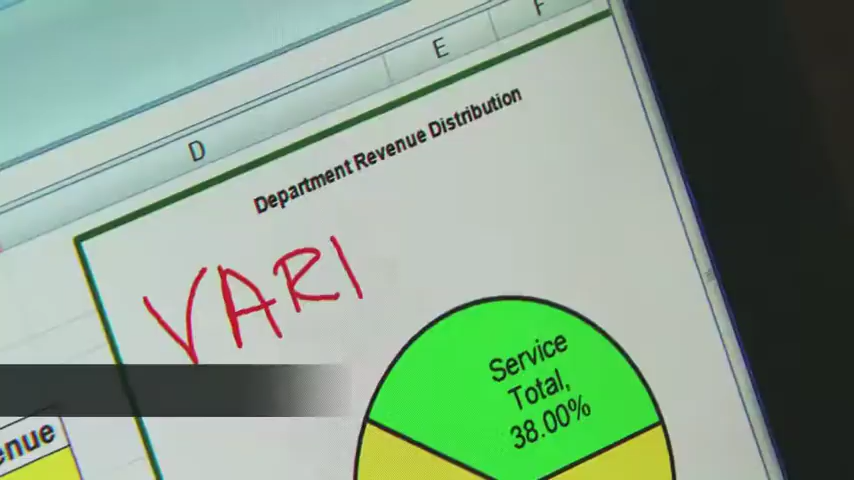 D E F
Department Revenue Distribution
VARI
Service
Total,
38.00%
enue